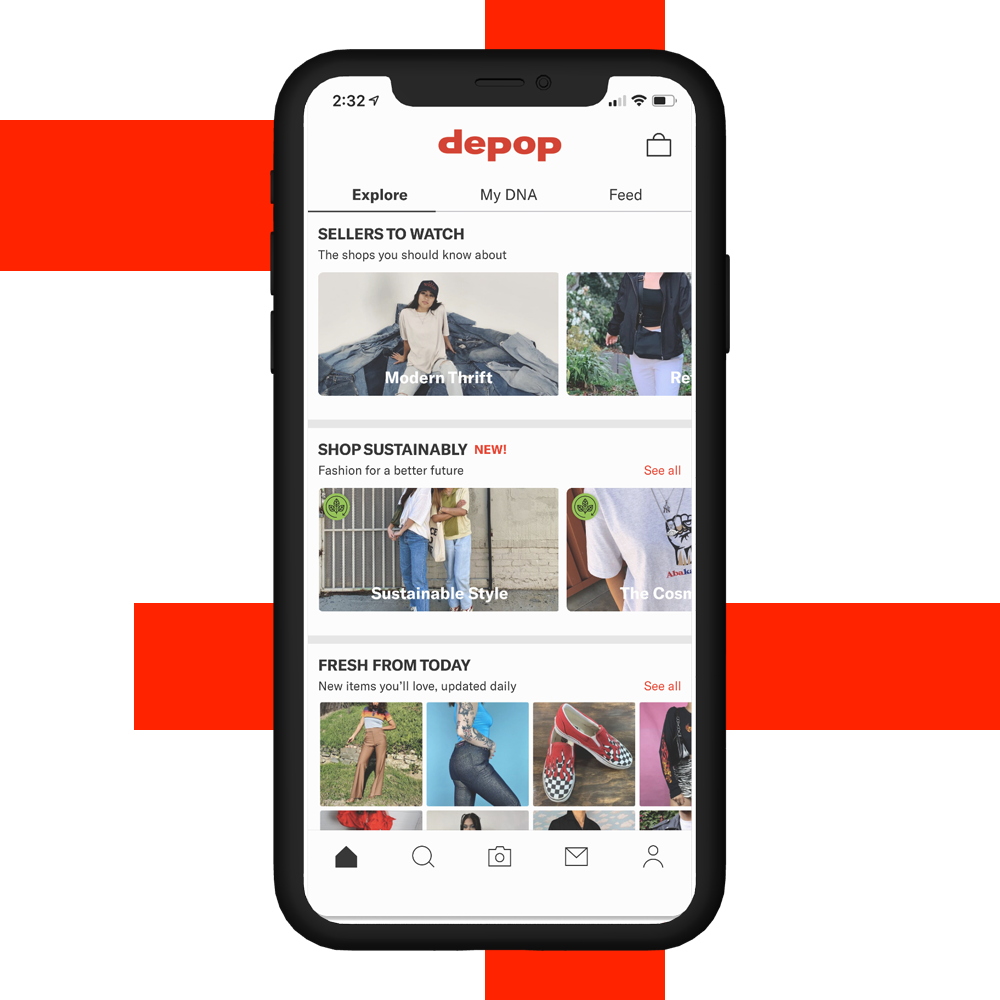 2:32
depop
Explore My DNA Feed
SELLERS TO WATCH
The shops you should know about
Modern Thrift
Re
SHOP SUSTAINABLY NEW!
Fashion for a better future See all
Abak
Sustainable Style
The Cosm
FRESH FROM TODAY
New items you'll love, updated daily See all